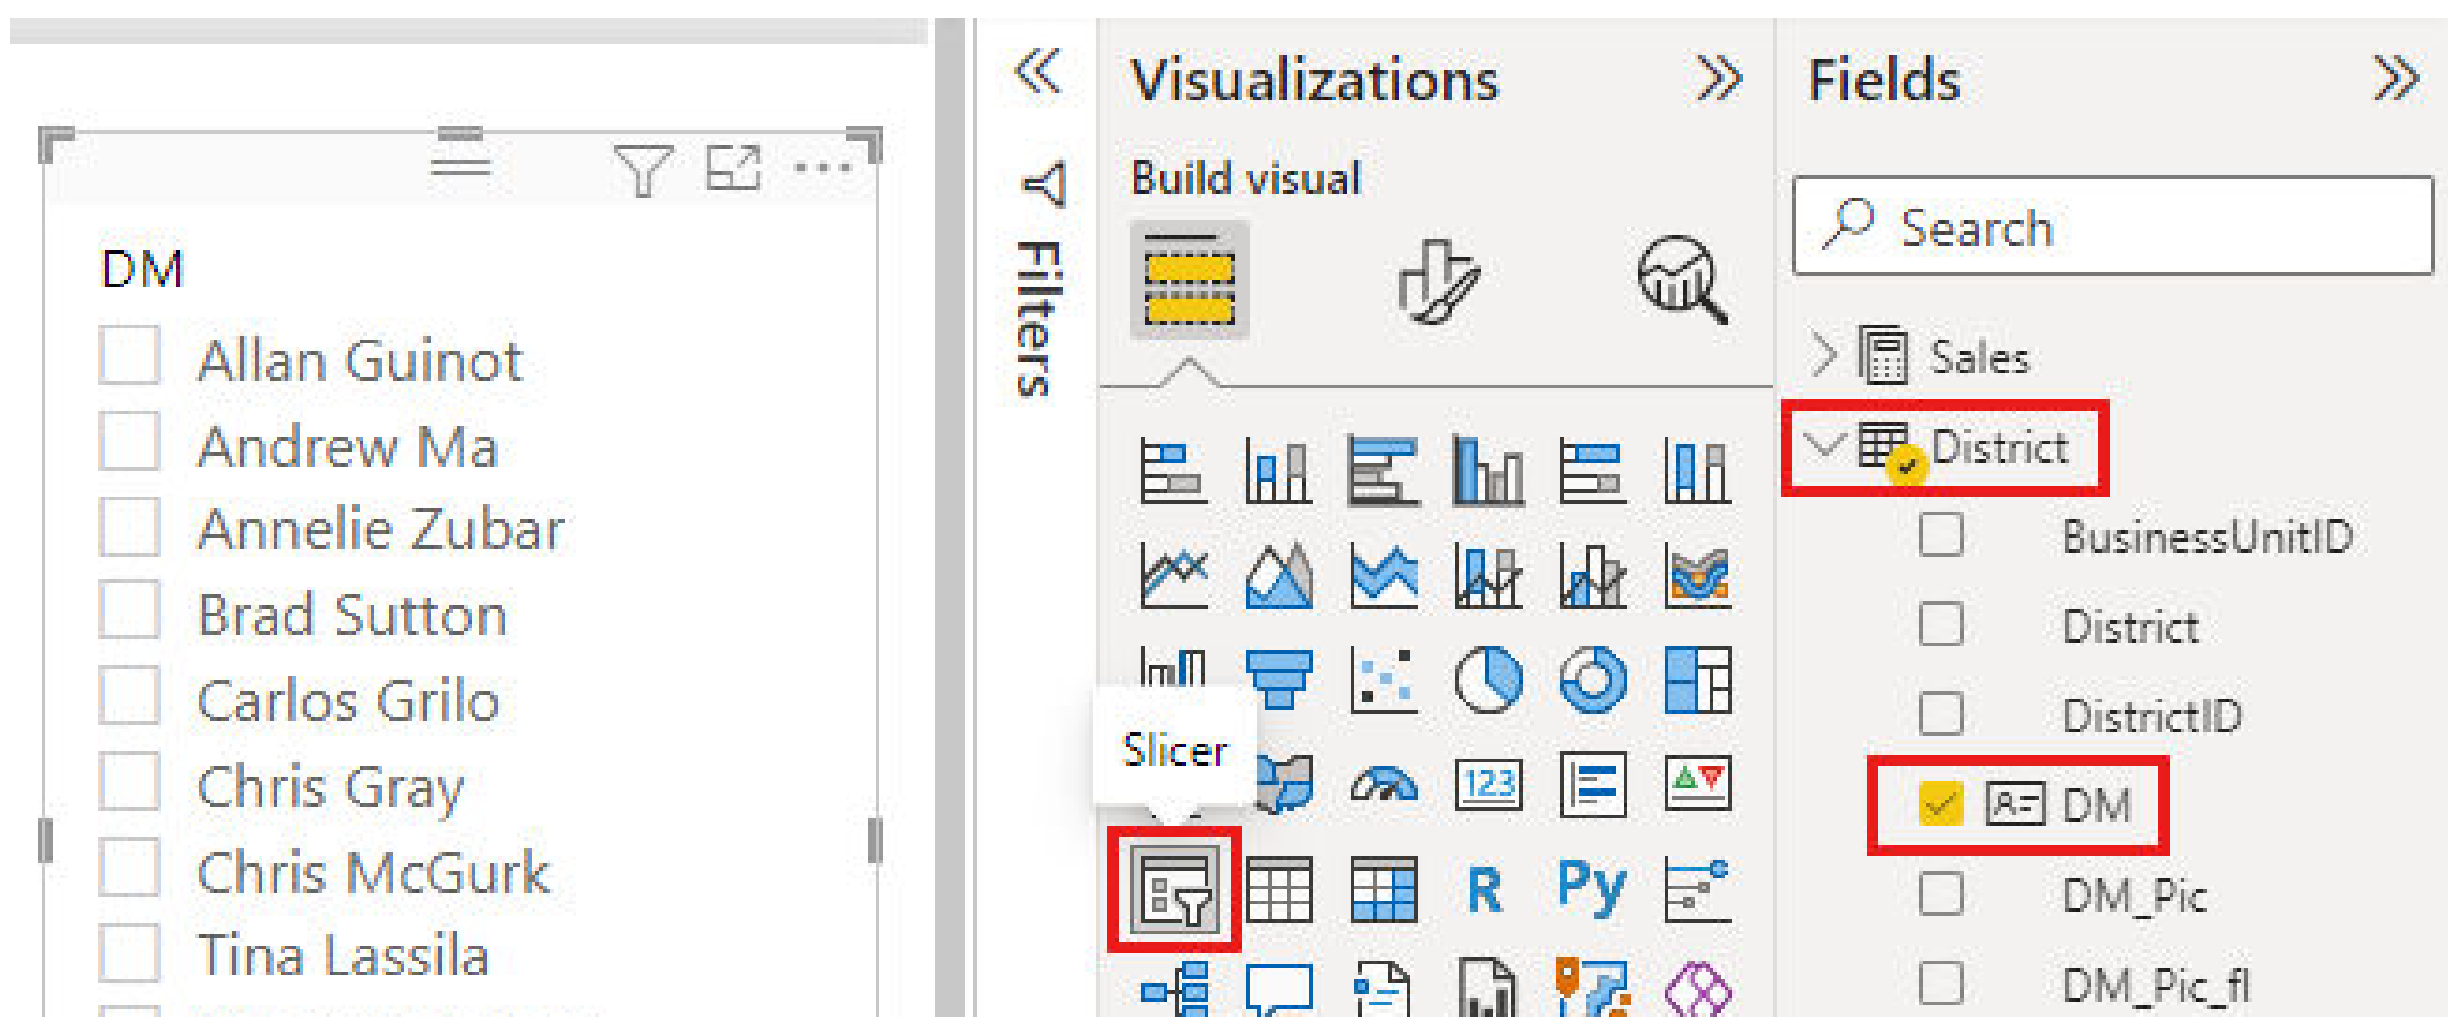 DM
Allan Guinot
Andrew Ma
Annelie Zubar
Brad Sutton
Carlos Grilo
Chris Gray
Chris McGurk
Tina Lassila
Filters
Visualizations
Build visual
Slicer
123
R
Py
Fields
Search
Sales
District
BusinessUnitID
District
DistrictID
DM
DM_Pic
DM_Pic_fl